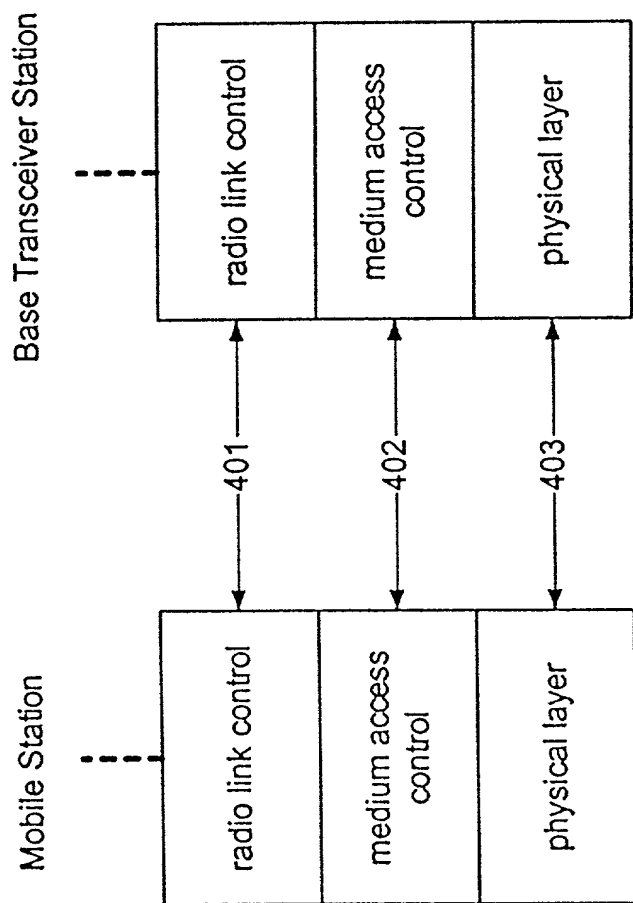 Mobile Station
Base Transceiver Station
radio link control
401
radio link control
medium access
control
402
medium access
control
physical layer
403
physical layer